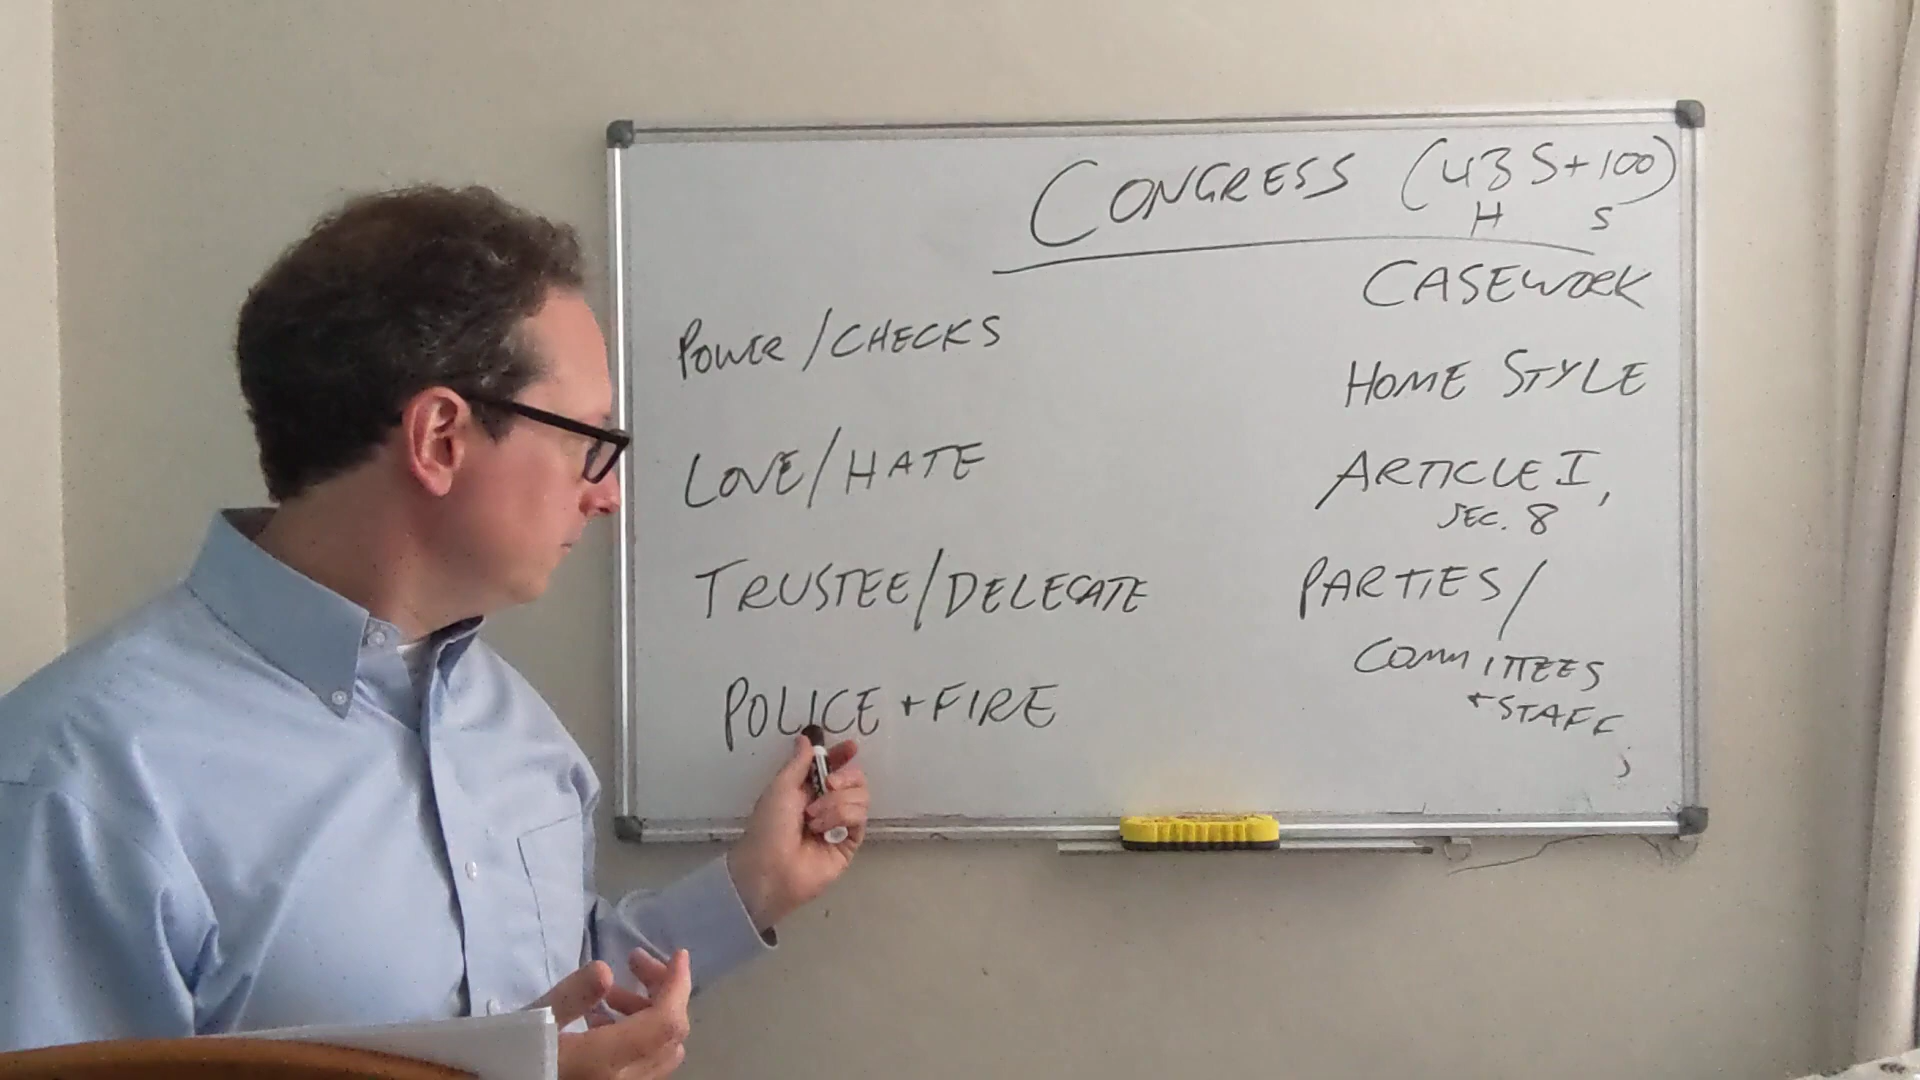 CONGRESS (435+100)
H S
POWER/CHECKS
LOVE/HATE
TRUSTEE/DELEGATE
POLICE + FIRE
CASEWORK
HOME STYLE
ARTICLE I,
SEC. 8
PARTIES/
COMMITTEES
+ STAFF